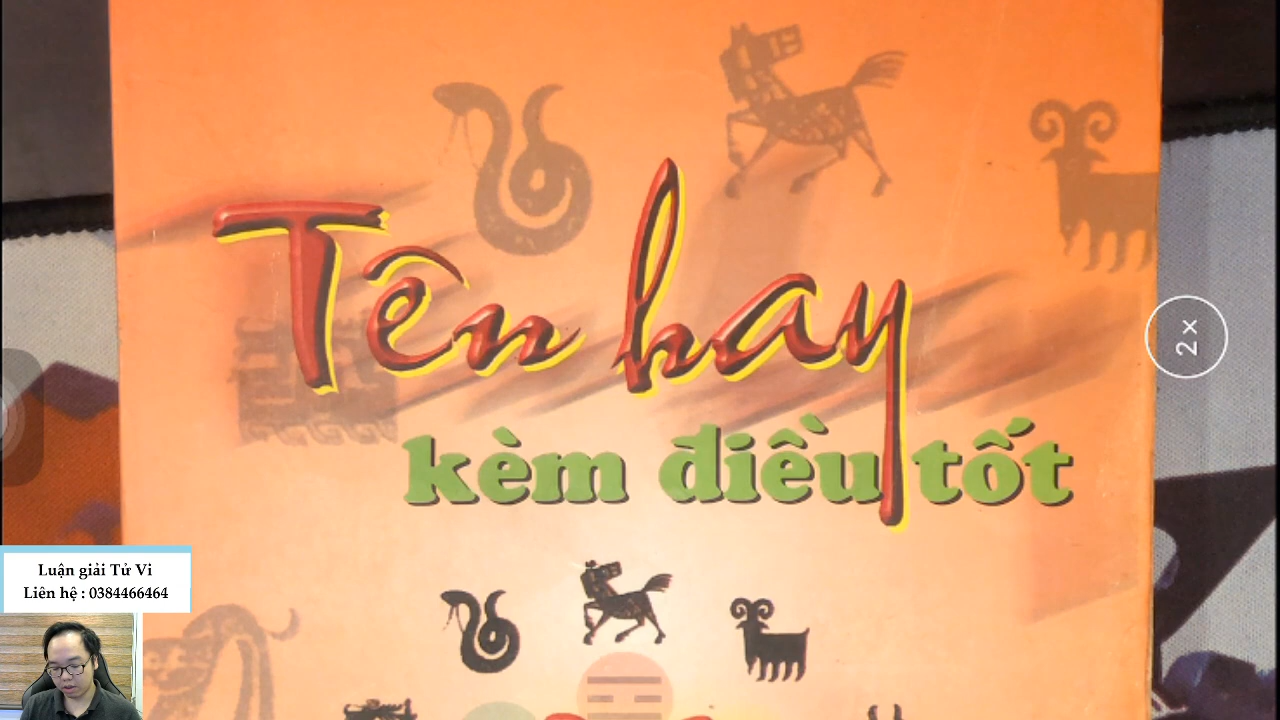 Tên hay
kèm điều tốt
2×
Luận giải Tử Vi
Liên hệ : 0384466464